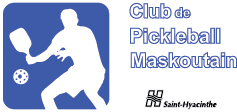 Club de
Pickleball
Maskoutain
Saint-Hyacinthe